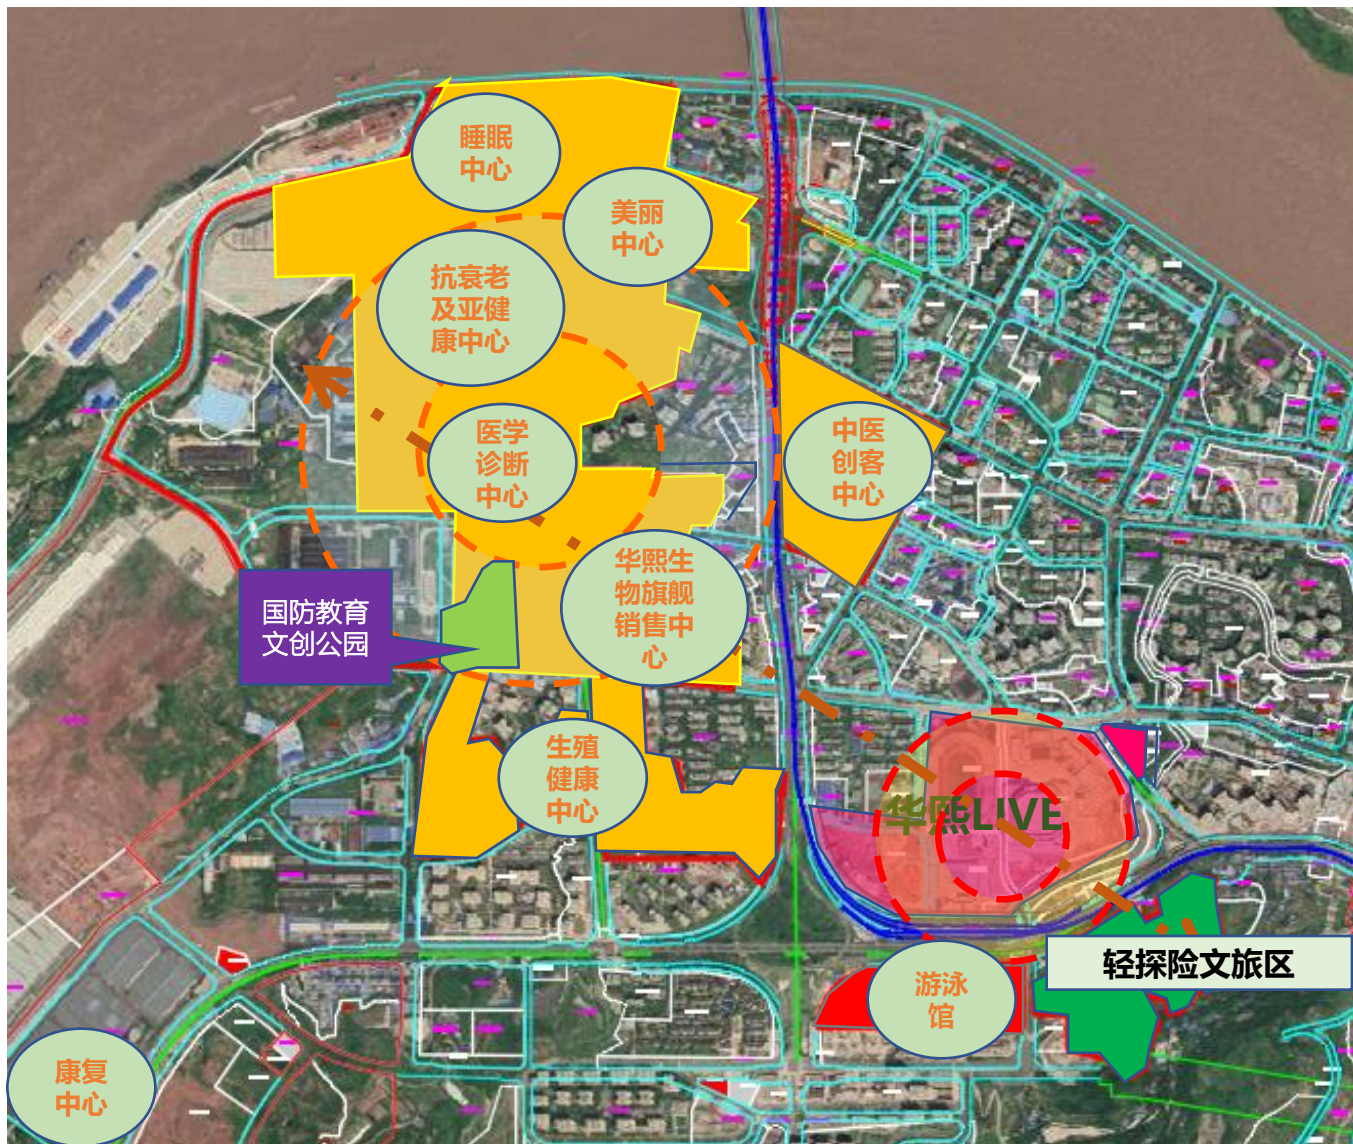 睡眠
中心
美丽
中心
抗衰老
及亚健
康中心
医学
诊断
中心
中医
创客
中心
华熙生
物旗舰
销售中
心
国防教育
文创公园
生殖
健康
中心
华熙LIVE
轻探险文旅区
游泳
馆
康复
中心